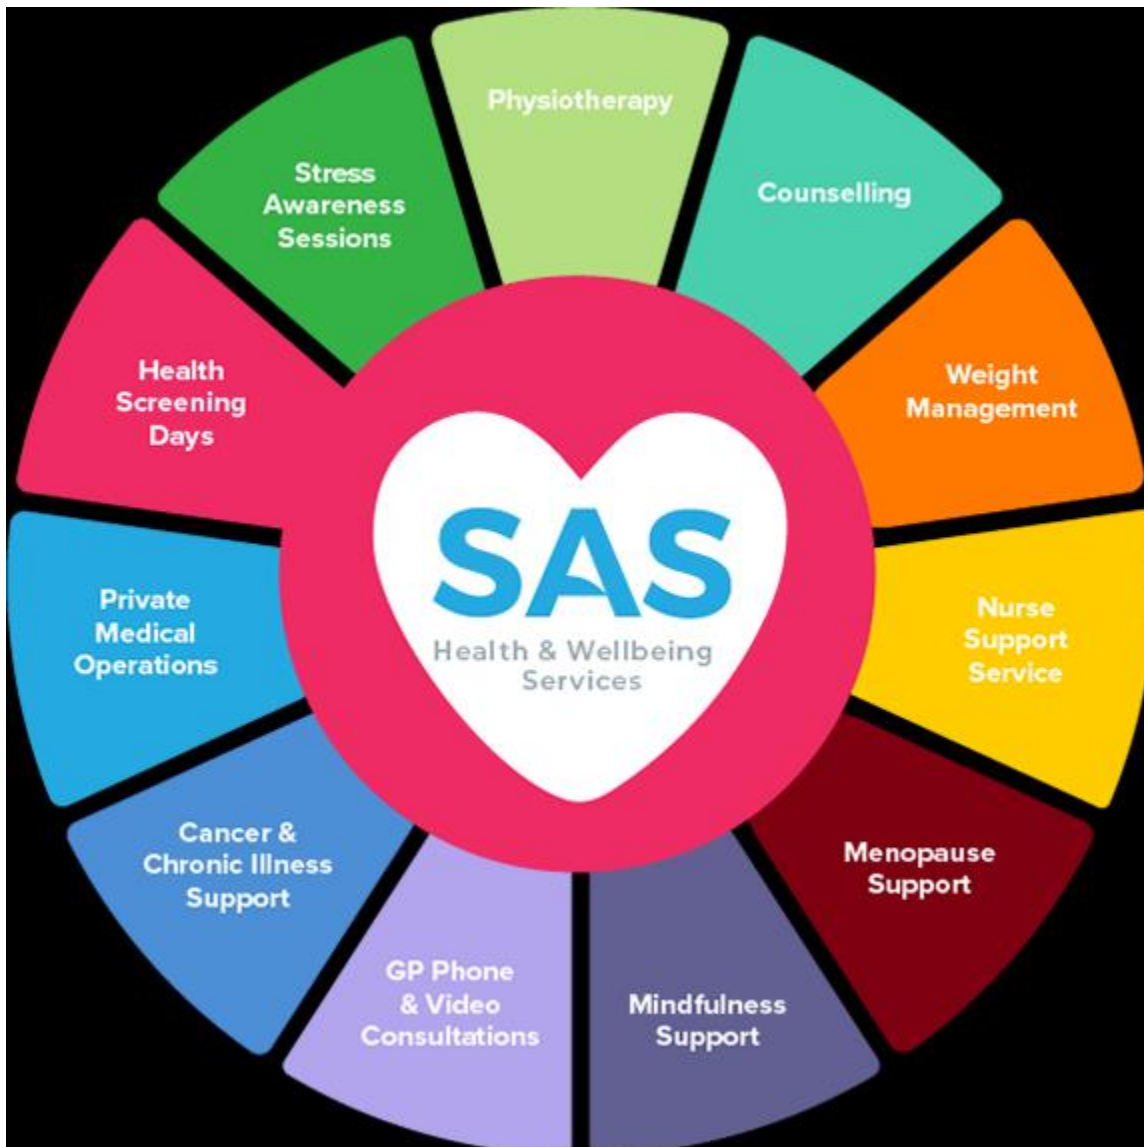 Physiotherapy
Counselling
Weight
Management
Nurse
Support
Service
Menopause
Support
Mindfulness
Support
GP Phone
& Video
Consultations
Cancer &
Chronic Illness
Support
Private
Medical
Operations
Health
Screening
Days
Stress
Awareness
Sessions
SAS
Health & Wellbeing
Services